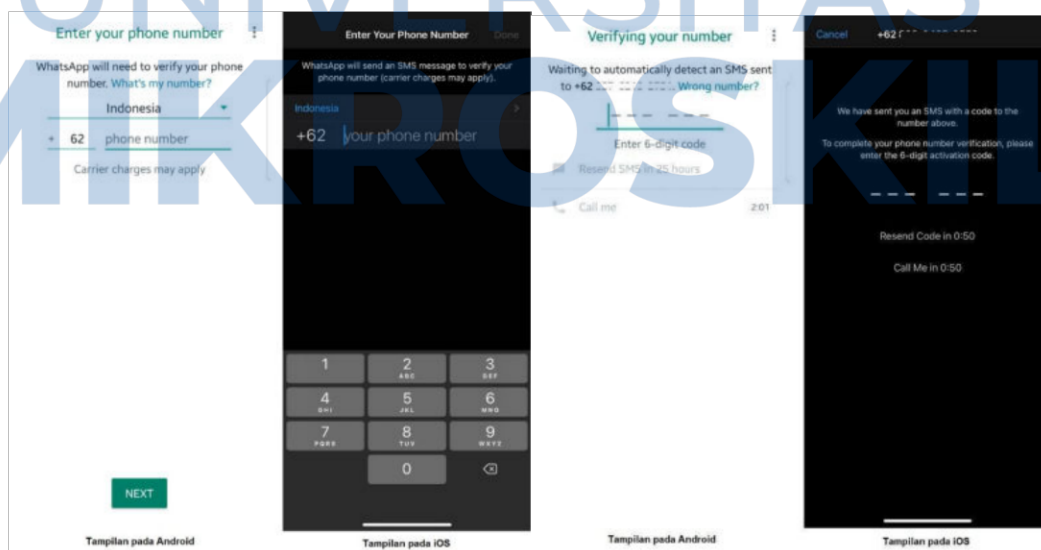 UNIVERSITAS
MIKROSKIL
Enter your phone number
WhatsApp will need to verify your phone
number. What's my number?
Indonesia
+ 62 phone number
Carrier charges may apply
NEXT
Tampilan pada Android
Enter Your Phone Number Done
WhatsApp will send an SMS message to verify your
phone number (carrier charges may apply).
Indonesia
+62 your phone number
1
2 ABC
3 DEF
4 GHI
5 JKL
6 MNO
7 PQRS
8 TUV
9 WXYZ
0
Tampilan pada iOS
Verifying your number
Waiting to automatically detect an SMS sent
to +62 Wrong number?
Enter 6-digit code
Resend SMS in 25 hours
Call me 2:01
Tampilan pada Android
Cancel +62
We have sent you an SMS with a code to the
number above.
To complete your phone number verification, please
enter the 6-digit activation code.
Resend Code in 0:50
Call Me in 0:50
Tampilan pada iOS